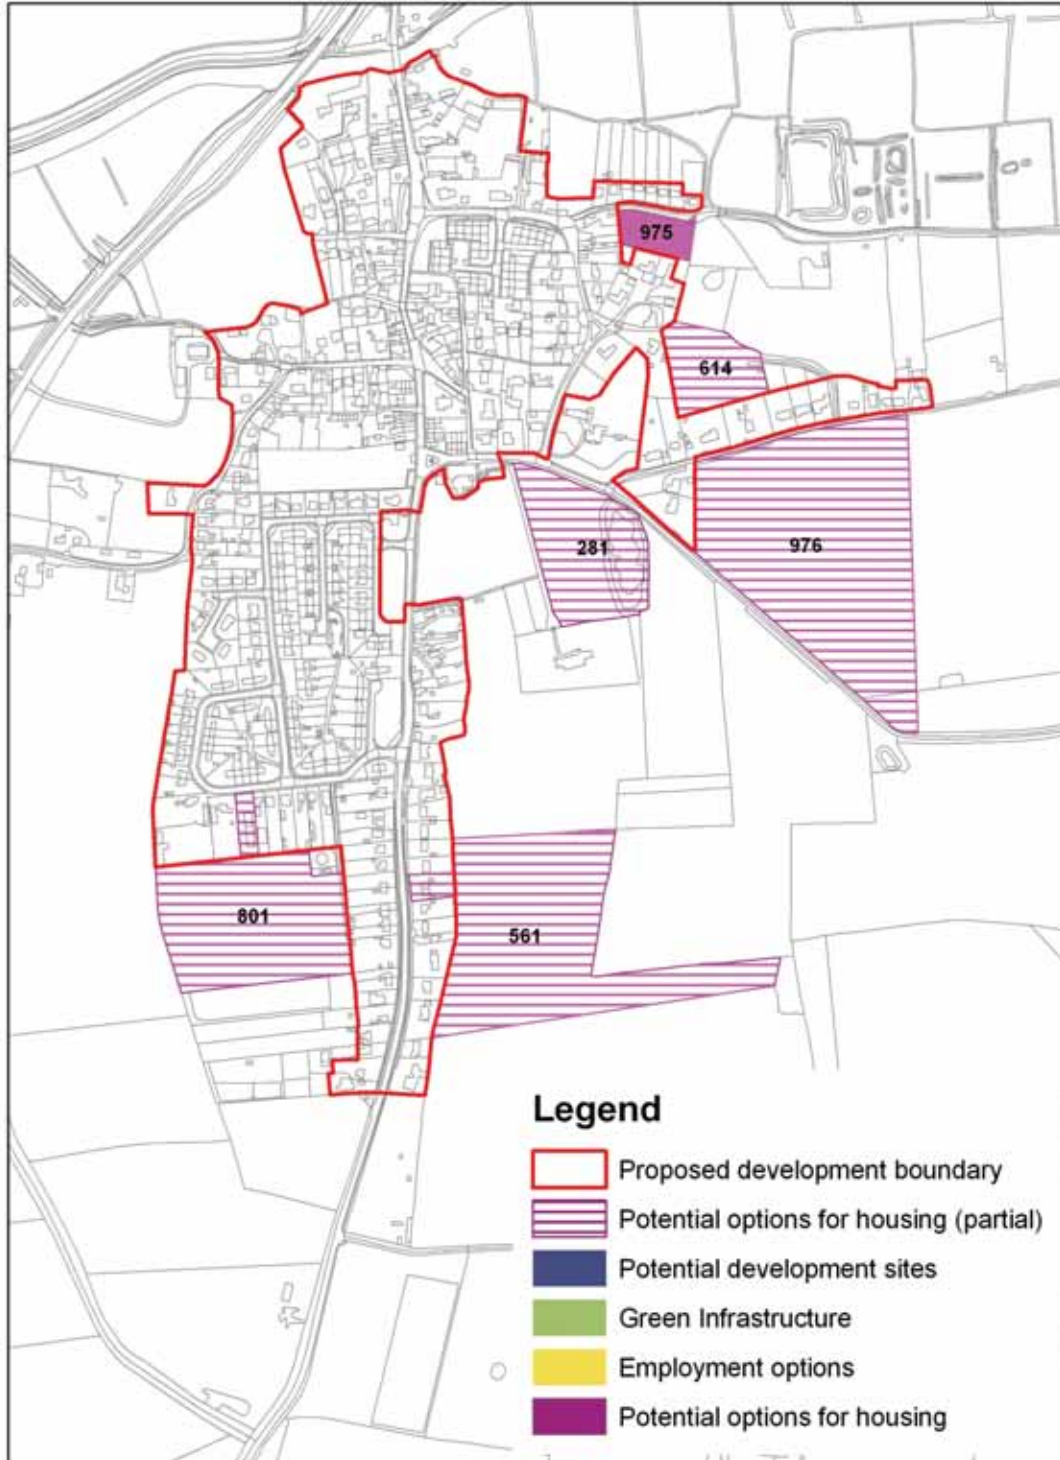 975
614
281
976
801
561
Legend
Proposed development boundary
Potential options for housing (partial)
Potential development sites
Green Infrastructure
Employment options
Potential options for housing